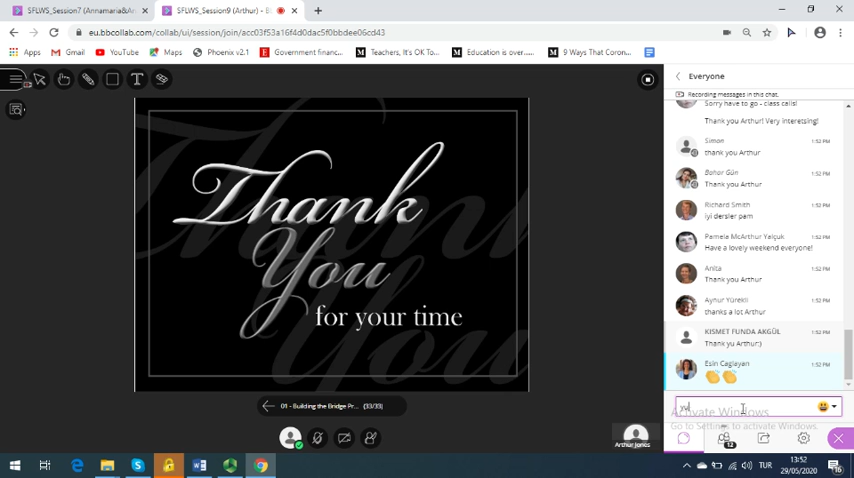 SFLWS_Session7 (Annamaria&An
SFLWS_Session9 (Arthur) - B
eu.bbcollab.com/collab/ui/session/join/acc03f53a16f4d0dac5f0bbdee06cd43
Apps
Gmail
YouTube
Maps
Phoenix v2.1
Government financ...
Teachers, It's OK To...
Education is over.....
9 Ways That Coron...
Everyone
Recording messages in this chat.
Sorry have to go - class calls!
Thank you Arthur! Very interetsing!
Simon
1:52 PM
thank you Arthur
Bahar Gün
1:52 PM
Thank you Arthur
Richard Smith
1:52 PM
iyi dersler pam
Pamela McArthur Yalçuk
1:52 PM
Have a lovely weekend everyone!
Anita
1:52 PM
Thank you Arthur
Aynur Yürekli
1:52 PM
thanks a lot Arthur
KISMET FUNDA AKGÜL
1:52 PM
Thank yu Arthur:)
Esin Caglayan
1:52 PM
Thank
You
for your time
01 - Building the Bridge Pr... (33/33)
Arthur Jones
Activate Windows
Go to Settings to activate Windows.
12
TUR
13:52
29/05/2020
16